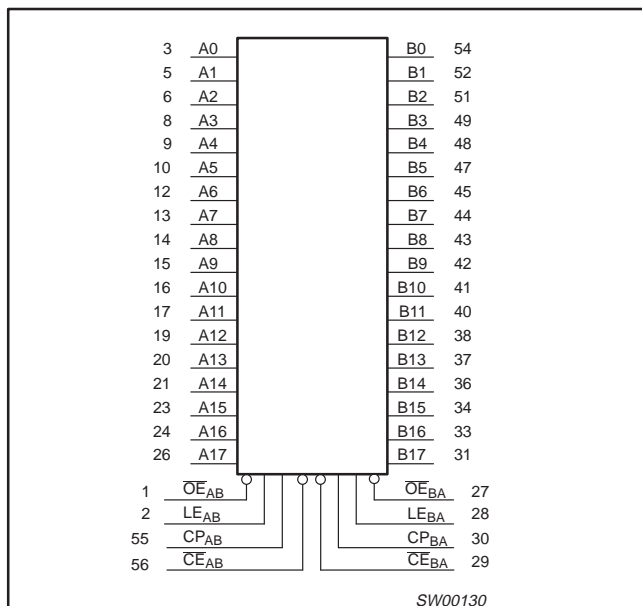 3 A0 B0 54
5 A1 B1 52
6 A2 B2 51
8 A3 B3 49
9 A4 B4 48
10 A5 B5 47
12 A6 B6 45
13 A7 B7 44
14 A8 B8 43
15 A9 B9 42
16 A10 B10 41
17 A11 B11 40
19 A12 B12 38
20 A13 B13 37
21 A14 B14 36
23 A15 B15 34
24 A16 B16 33
26 A17 B17 31
1 O̅E̅AB O̅E̅BA 27
2 LEAB LEBA 28
55 CPAB CPBA 30
56 C̅E̅AB C̅E̅BA 29
SW00130